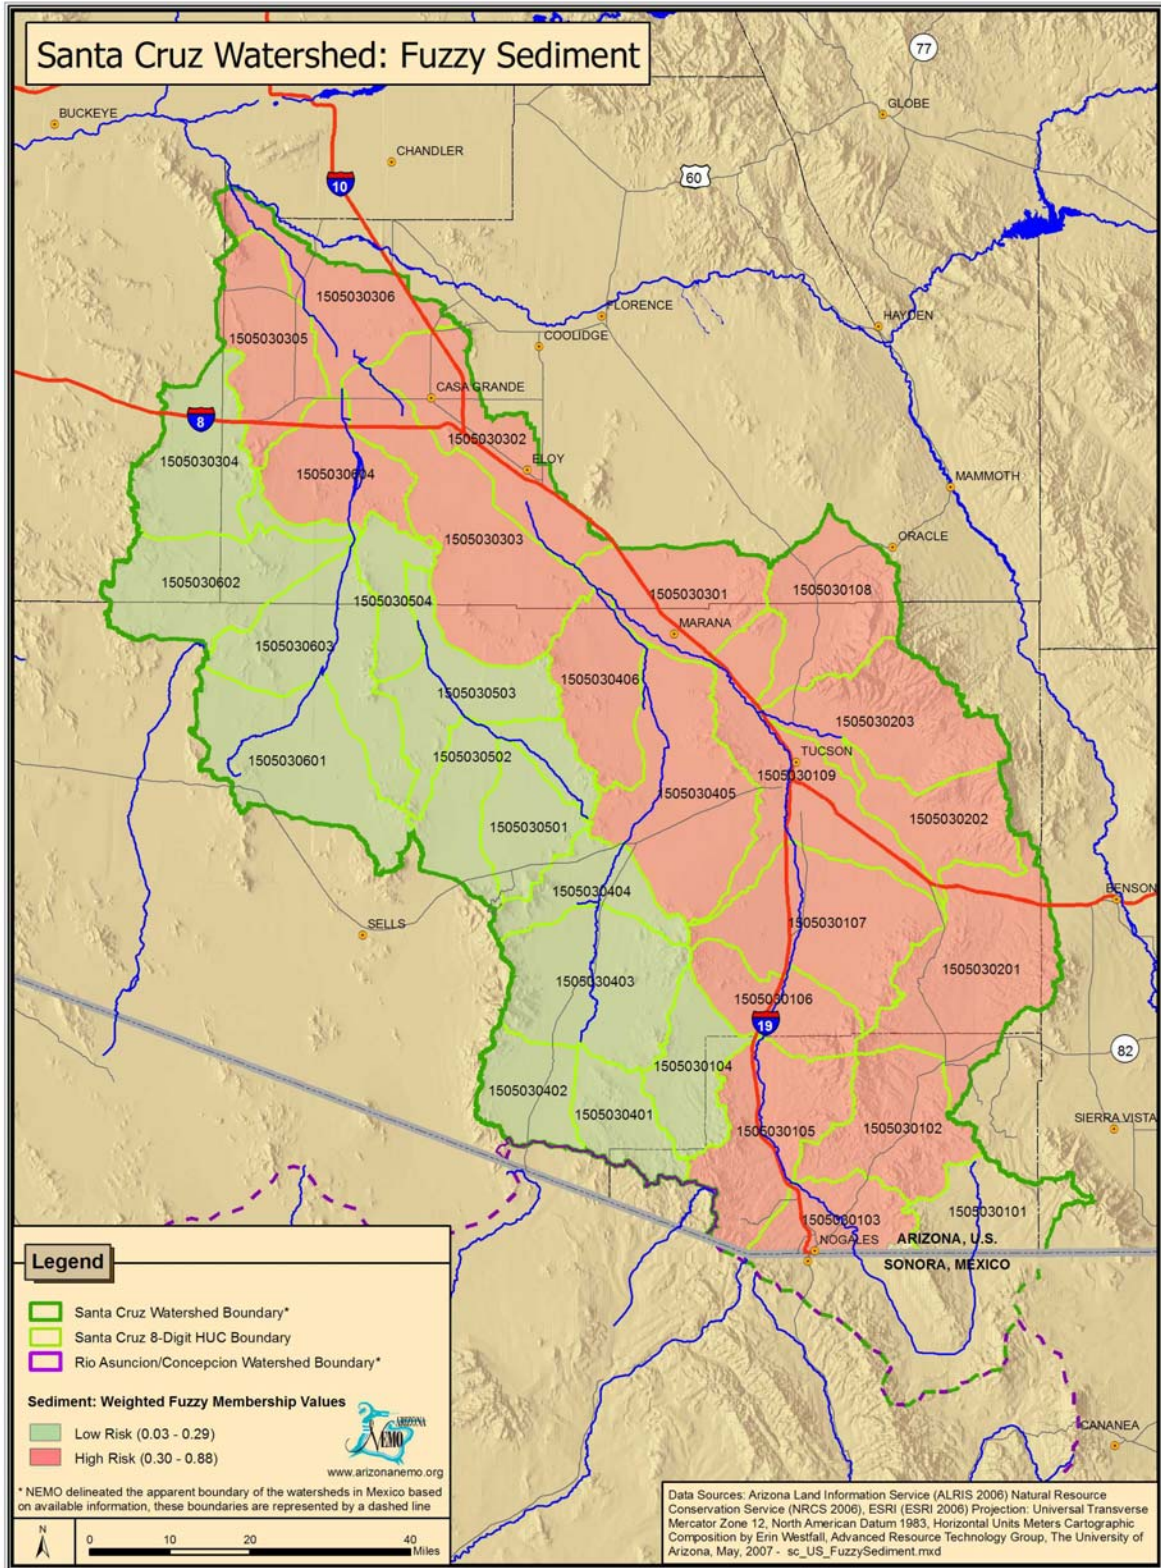 Santa Cruz Watershed: Fuzzy Sediment
77
BUCKEYE
GLOBE
CHANDLER
10
60
1505030306
FLORENCE
HAYDEN
1505030305
COOLIDGE
CASA GRANDE
8
1505030302
1505030304
ELOY
1505030604
MAMMOTH
1505030303
ORACLE
1505030602
1505030301
1505030108
1505030504
MARANA
1505030603
1505030406
1505030503
1505030203
1505030601
1505030502
TUCSON
1505030109
1505030405
1505030501
1505030202
1505030404
BENSON
SELLS
1505030107
1505030403
1505030201
1505030106
19
82
1505030104
1505030402
1505030401
1505030105
1505030102
SIERRA VISTA
1505030103
1505030101
NOGALES
ARIZONA, U.S.
SONORA, MEXICO
Legend
Santa Cruz Watershed Boundary*
Santa Cruz 8-Digit HUC Boundary
Rio Asuncion/Concepcion Watershed Boundary*
Sediment: Weighted Fuzzy Membership Values
Low Risk (0.03 - 0.29)
High Risk (0.30 - 0.88)
ARIZONA
NEMO
www.arizonanemo.org
* NEMO delineated the apparent boundary of the watersheds in Mexico based
on available information, these boundaries are represented by a dashed line
N
0 10 20 40
Miles
CANANEA
Data Sources: Arizona Land Information Service (ALRIS 2006) Natural Resource
Conservation Service (NRCS 2006), ESRI (ESRI 2006) Projection: Universal Transverse
Mercator Zone 12, North American Datum 1983, Horizontal Units Meters Cartographic
Composition by Erin Westfall, Advanced Resource Technology Group, The University of
Arizona, May, 2007 - sc_US_FuzzySediment.mxd